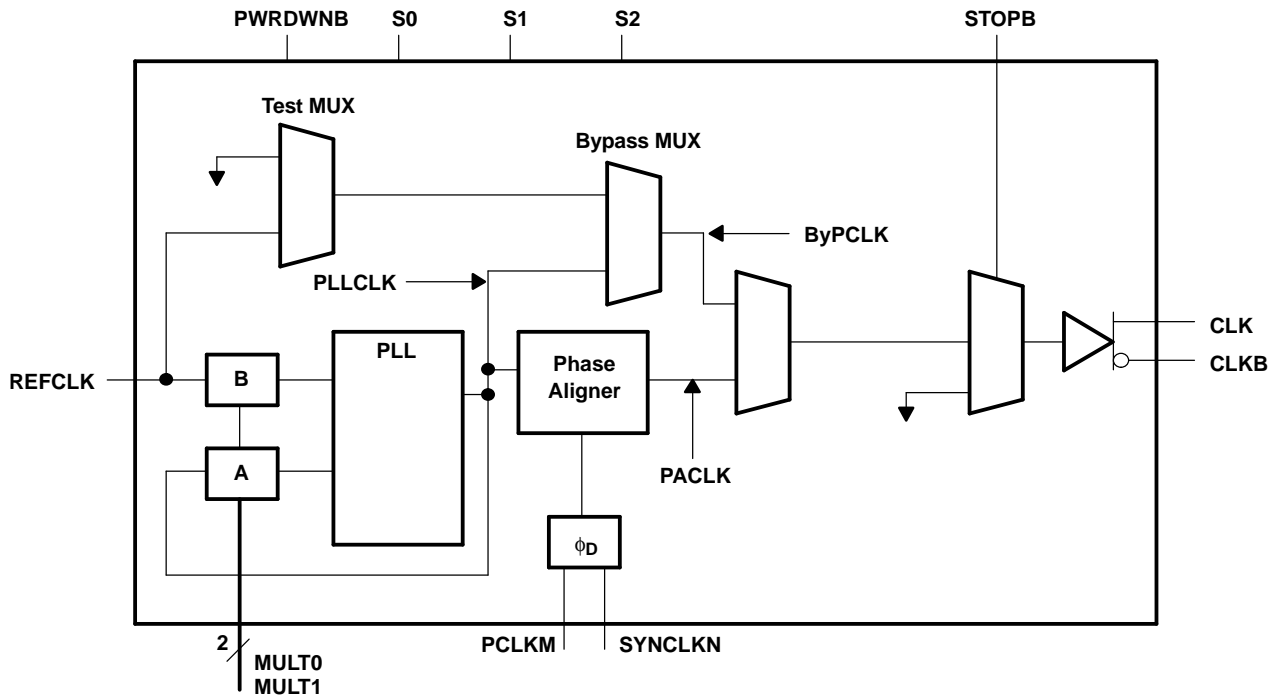 PWRDWNB S0 S1 S2 STOPB
Test MUX
Bypass MUX
ByPCLK
PLLCLK
PLL
Phase
Aligner
CLK
CLKB
REFCLK
B
A
PACLK
ϕD
PCLKM SYNCLKN
2
MULT0
MULT1